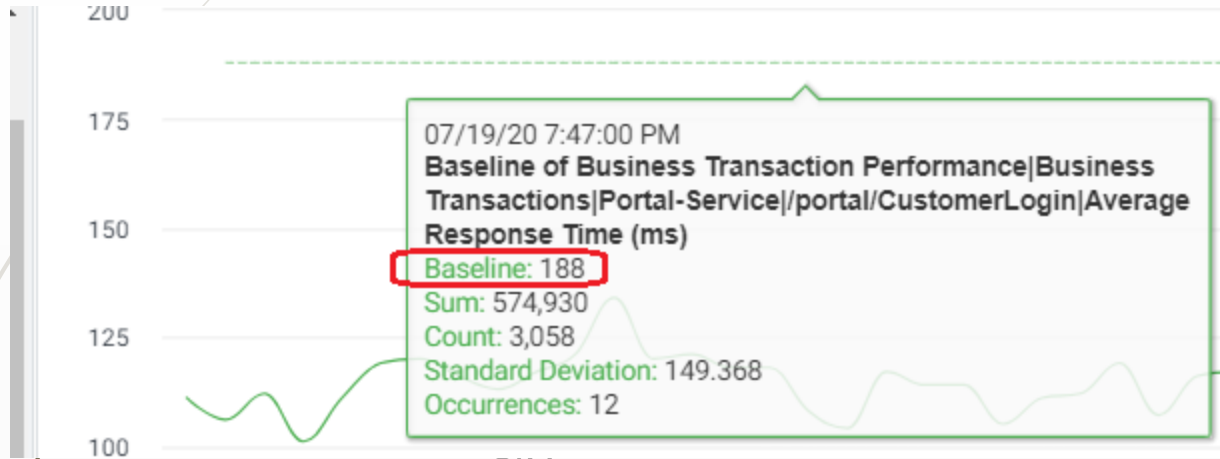 200
175
150
125
100
07/19/20 7:47:00 PM
Baseline of Business Transaction Performance|Business
Transactions|Portal-Service|/portal/CustomerLogin|Average
Response Time (ms)
Baseline: 188
Sum: 574,930
Count: 3,058
Standard Deviation: 149.368
Occurrences: 12